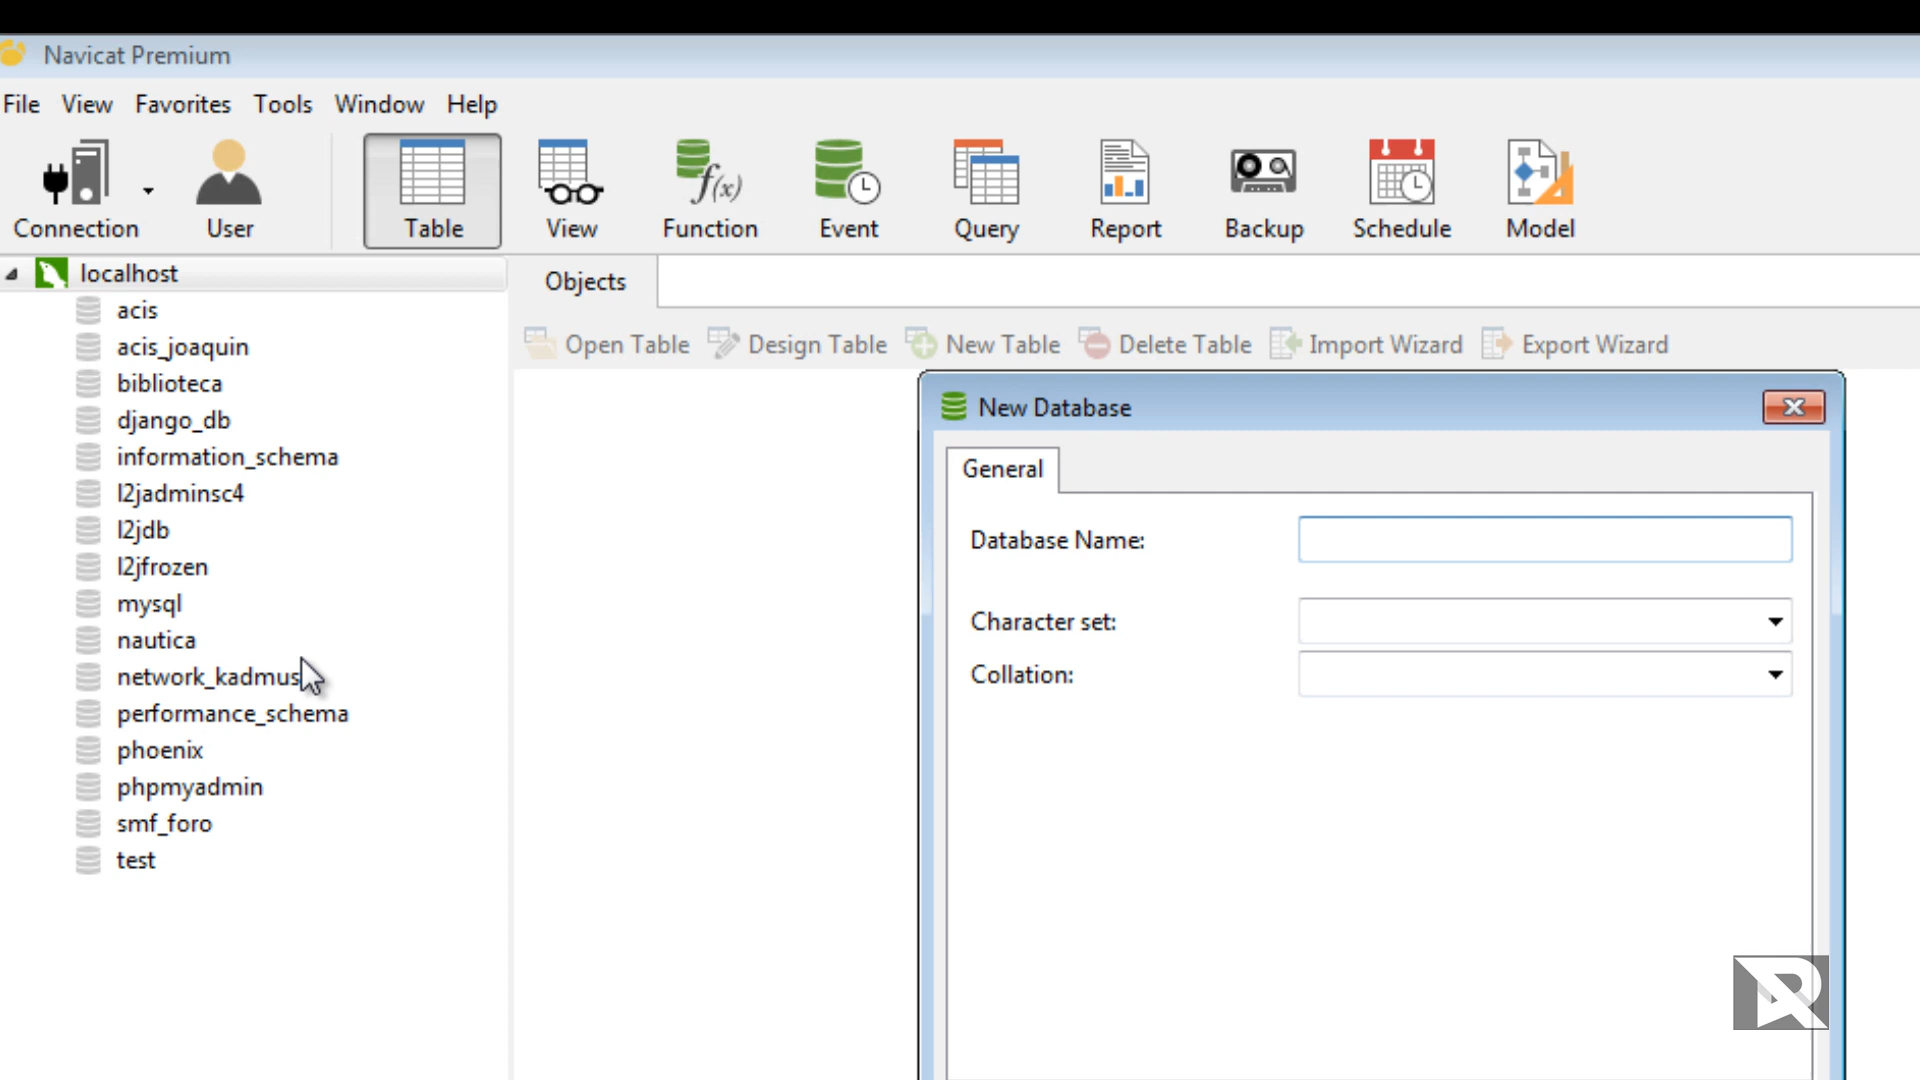 Navicat Premium
File View Favorites Tools Window Help
Connection User Table View Function Event Query Report Backup Schedule Model
localhost
acis
acis_joaquin
biblioteca
django_db
information_schema
l2jadminsc4
l2jdb
l2jfrozen
mysql
nautica
network_kadmus
performance_schema
phoenix
phpmyadmin
smf_foro
test
Objects
Open Table Design Table New Table Delete Table Import Wizard Export Wizard
New Database
General
Database Name:
Character set:
Collation: